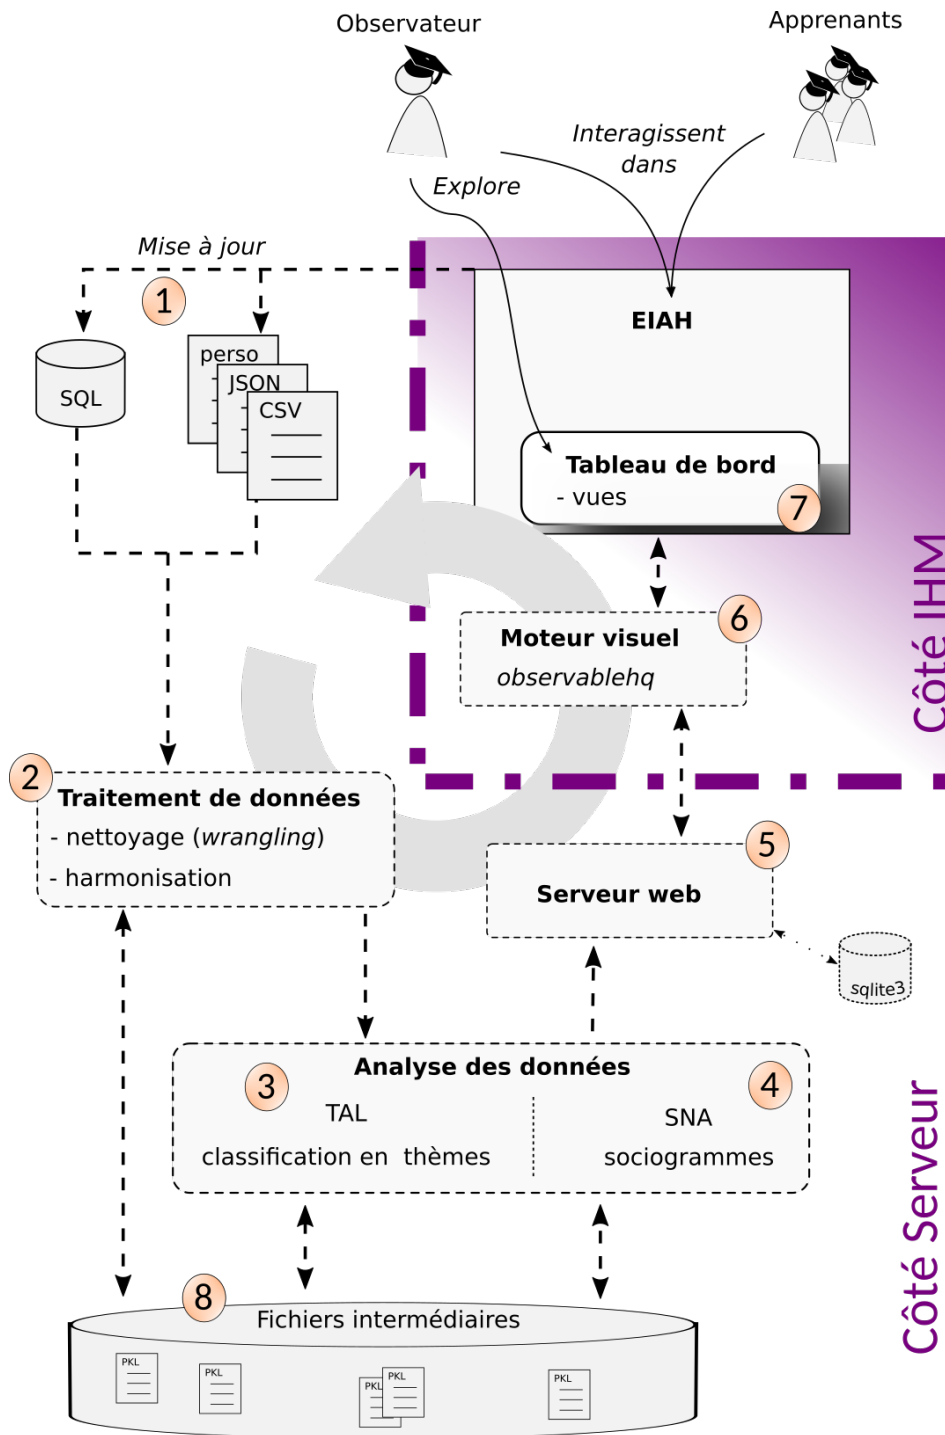 Observateur
Apprenants
Interagissent
dans
Explore
Mise à jour
1
EIAH
perso
JSON
CSV
SQL
Tableau de bord
- vues
7
Côté IHM
6
Moteur visuel
observablehq
2
Traitement de données
- nettoyage (wrangling)
- harmonisation
5
Serveur web
sqlite3
Analyse des données
3
4
TAL
SNA
classification en thèmes
sociogrammes
Côté Serveur
8
Fichiers intermédiaires
PKL
PKL
PKL
PKL
PKL